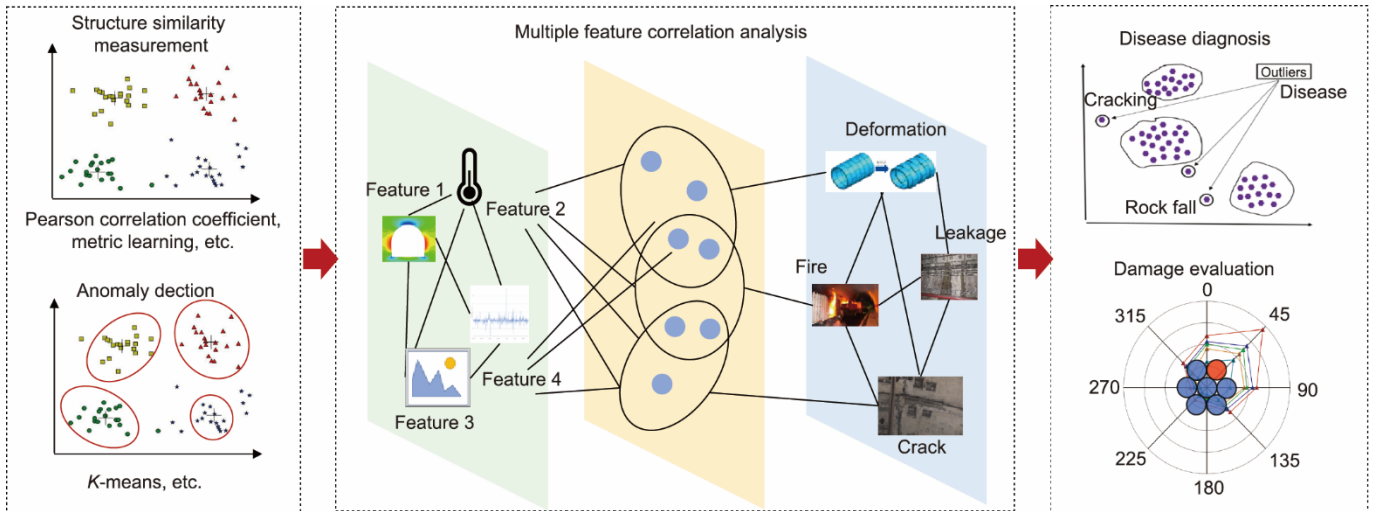 Structure similarity
measurement
Pearson correlation coefficient,
metric learning, etc.
Anomaly dection
K-means, etc.
Multiple feature correlation analysis
Feature 1
Feature 2
Feature 4
Feature 3
Deformation
Leakage
Fire
Crack
Disease diagnosis
Outliers
Cracking
Disease
Rock fall
Damage evaluation
0
315
45
270
90
225
135
180